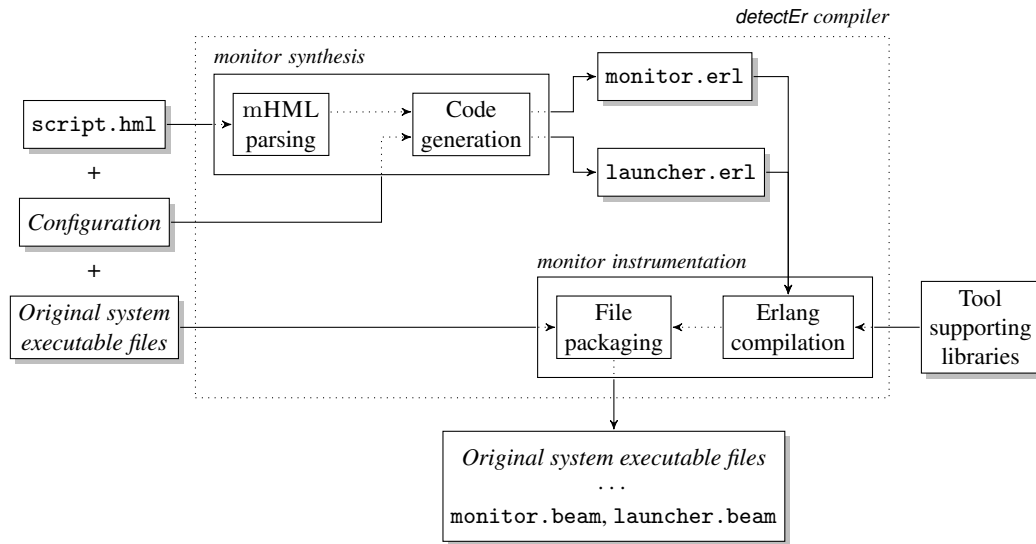 detectEr compiler
monitor synthesis
script.hml
mHML
parsing
Code
generation
monitor.erl
launcher.erl
+
Configuration
+
Original system
executable files
monitor instrumentation
File
packaging
Erlang
compilation
Tool
supporting
libraries
Original system executable files
...
monitor.beam, launcher.beam